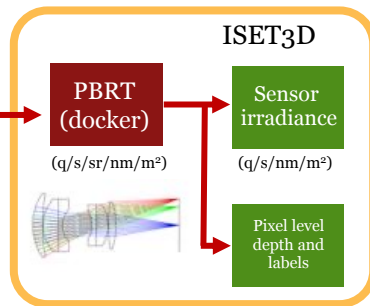 ISET3D
PBRT
(docker)
Sensor
irradiance
(q/s/sr/nm/m²)
(q/s/nm/m²)
Pixel level
depth and
labels